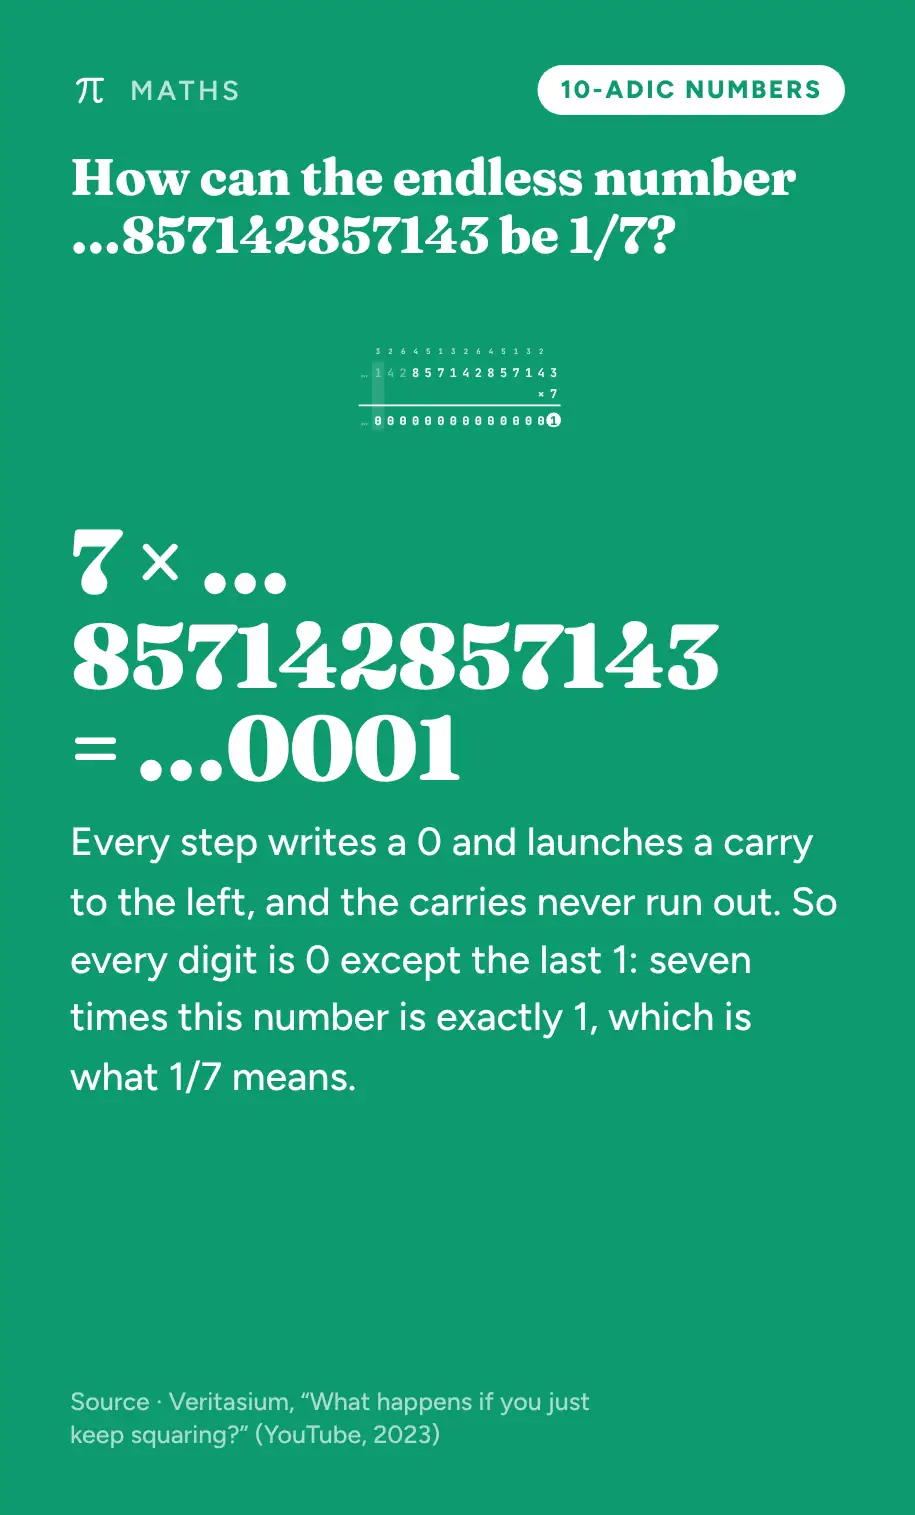 π MATHS
10-ADIC NUMBERS
How can the endless number
…857142857143 be 1/7?
3 2 6 4 5 1 3 2 6 4 5 1 3 2
… 1 4 2 8 5 7 1 4 2 8 5 7 1 4 3
× 7
… 0 0 0 0 0 0 0 0 0 0 0 0 0 0 1
7 × …
857142857143
= …0001
Every step writes a 0 and launches a carry
to the left, and the carries never run out. So
every digit is 0 except the last 1: seven
times this number is exactly 1, which is
what 1/7 means.
Source · Veritasium, “What happens if you just
keep squaring?” (YouTube, 2023)